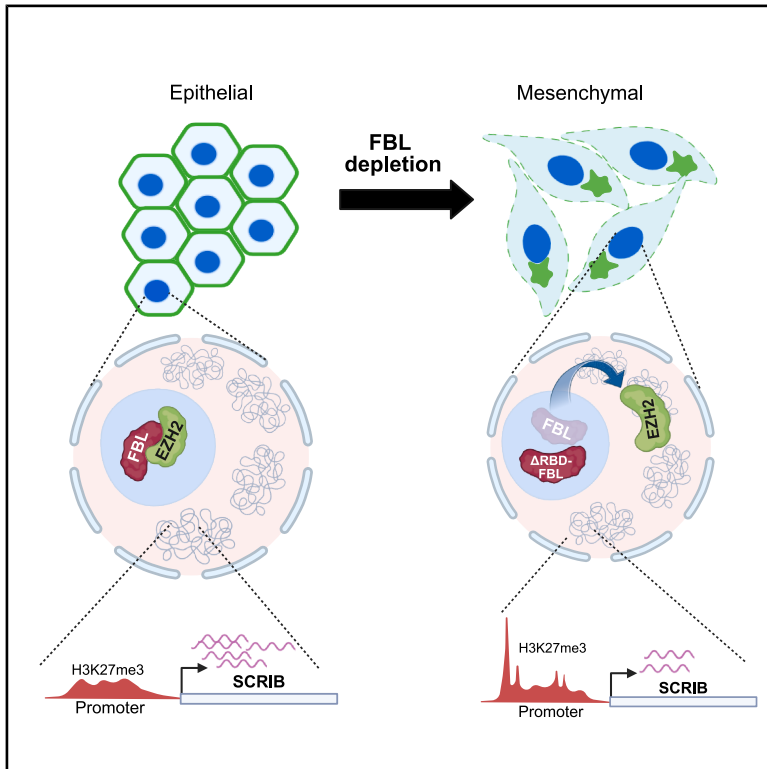 Epithelial
FBL
depletion
Mesenchymal
FBL
EZH2
FBL
ΔRBD-
FBL
EZH2
H3K27me3
SCRIB
Promoter
H3K27me3
SCRIB
Promoter